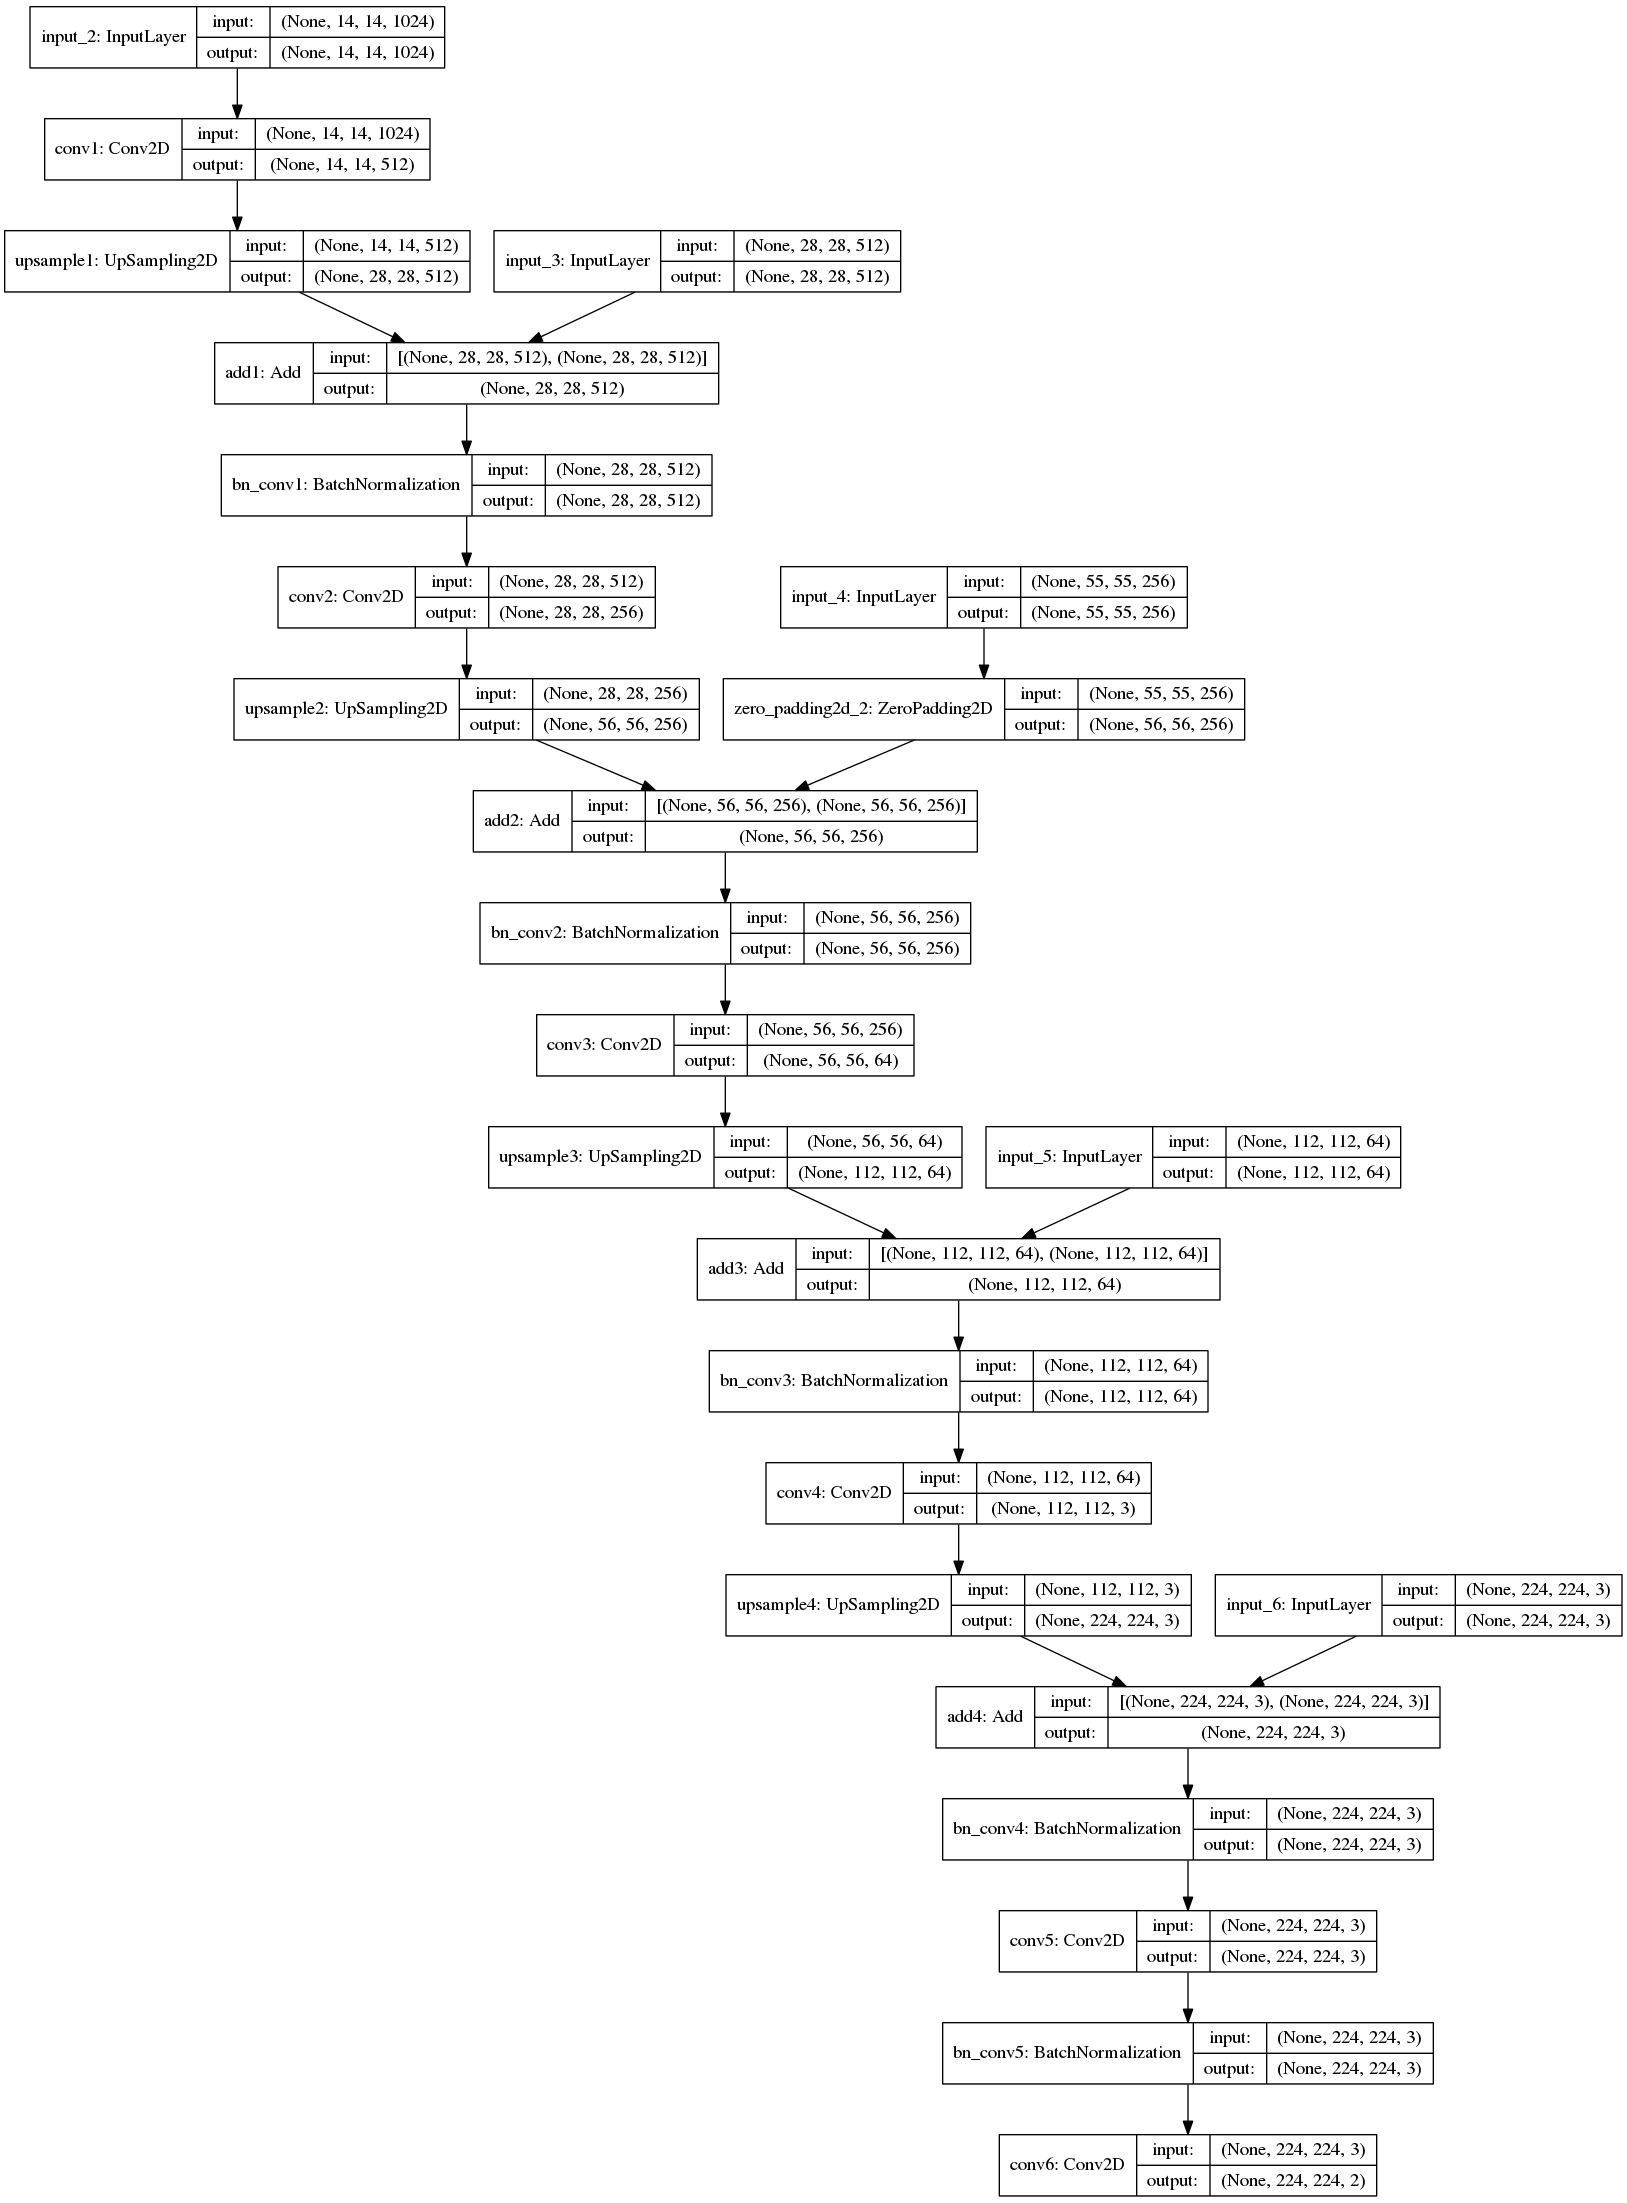 input_2: InputLayer
input: (None, 14, 14, 1024)
output: (None, 14, 14, 1024)
conv1: Conv2D
input: (None, 14, 14, 1024)
output: (None, 14, 14, 512)
upsample1: UpSampling2D
input: (None, 14, 14, 512)
output: (None, 28, 28, 512)
input_3: InputLayer
input: (None, 28, 28, 512)
output: (None, 28, 28, 512)
add1: Add
input: [(None, 28, 28, 512), (None, 28, 28, 512)]
output: (None, 28, 28, 512)
bn_conv1: BatchNormalization
input: (None, 28, 28, 512)
output: (None, 28, 28, 512)
conv2: Conv2D
input: (None, 28, 28, 512)
output: (None, 28, 28, 256)
input_4: InputLayer
input: (None, 55, 55, 256)
output: (None, 55, 55, 256)
upsample2: UpSampling2D
input: (None, 28, 28, 256)
output: (None, 56, 56, 256)
zero_padding2d_2: ZeroPadding2D
input: (None, 55, 55, 256)
output: (None, 56, 56, 256)
add2: Add
input: [(None, 56, 56, 256), (None, 56, 56, 256)]
output: (None, 56, 56, 256)
bn_conv2: BatchNormalization
input: (None, 56, 56, 256)
output: (None, 56, 56, 256)
conv3: Conv2D
input: (None, 56, 56, 256)
output: (None, 56, 56, 64)
upsample3: UpSampling2D
input: (None, 56, 56, 64)
output: (None, 112, 112, 64)
input_5: InputLayer
input: (None, 112, 112, 64)
output: (None, 112, 112, 64)
add3: Add
input: [(None, 112, 112, 64), (None, 112, 112, 64)]
output: (None, 112, 112, 64)
bn_conv3: BatchNormalization
input: (None, 112, 112, 64)
output: (None, 112, 112, 64)
conv4: Conv2D
input: (None, 112, 112, 64)
output: (None, 112, 112, 3)
upsample4: UpSampling2D
input: (None, 112, 112, 3)
output: (None, 224, 224, 3)
input_6: InputLayer
input: (None, 224, 224, 3)
output: (None, 224, 224, 3)
add4: Add
input: [(None, 224, 224, 3), (None, 224, 224, 3)]
output: (None, 224, 224, 3)
bn_conv4: BatchNormalization
input: (None, 224, 224, 3)
output: (None, 224, 224, 3)
conv5: Conv2D
input: (None, 224, 224, 3)
output: (None, 224, 224, 3)
bn_conv5: BatchNormalization
input: (None, 224, 224, 3)
output: (None, 224, 224, 3)
conv6: Conv2D
input: (None, 224, 224, 3)
output: (None, 224, 224, 2)